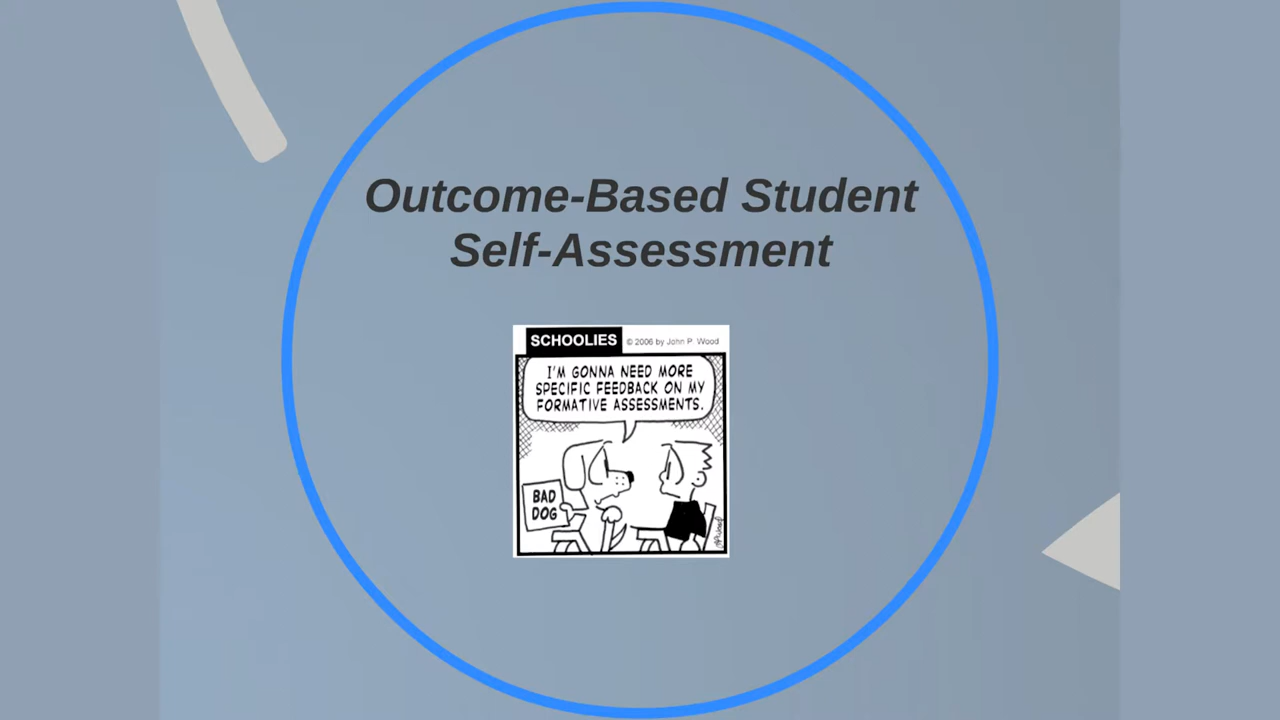 Outcome-Based Student
Self-Assessment
SCHOOLIES © 2006 by John P Wood
I'M GONNA NEED MORE
SPECIFIC FEEDBACK ON MY
FORMATIVE ASSESSMENTS.
BAD
DOG